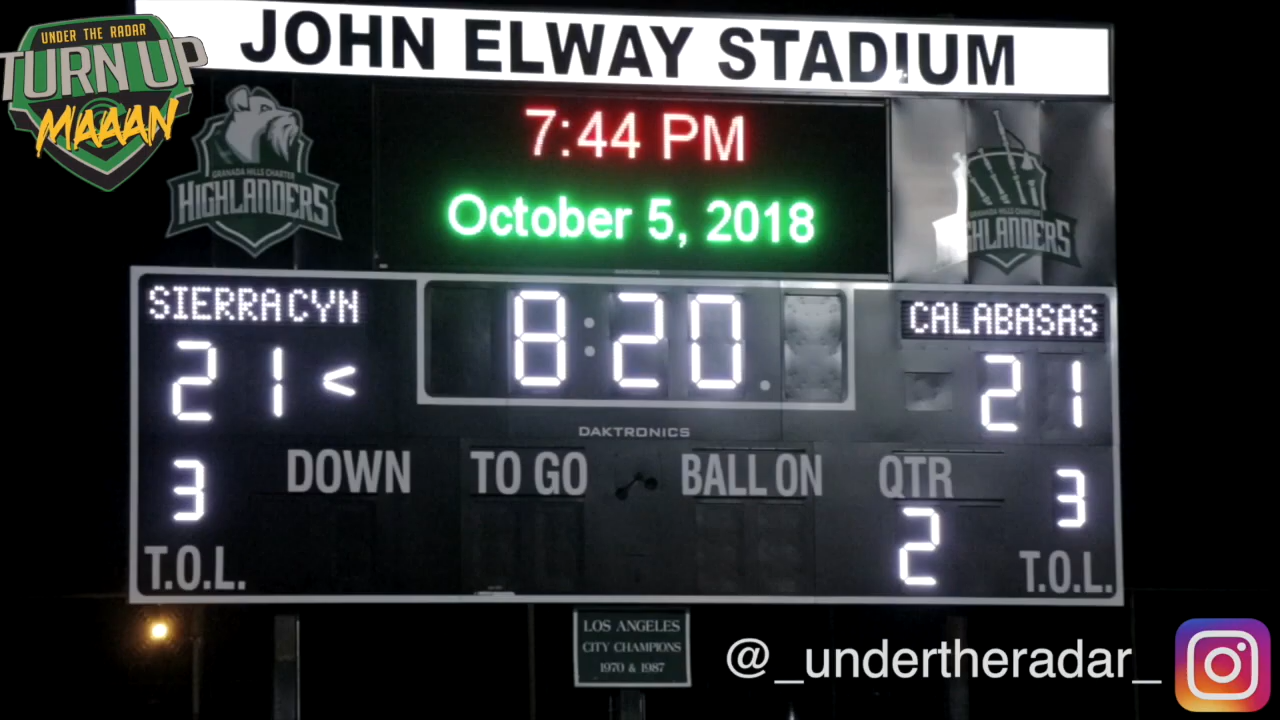 UNDER THE RADAR
TURN UP
MAAAN
JOHN ELWAY STADIUM
7:44 PM
October 5, 2018
GRANADA HILLS CHARTER
HIGHLANDERS
GRANADA HILLS CHARTER
HIGHLANDERS
SIERRACYN
8:20
CALABASAS
21 <
21
DAKTRONICS
DOWN TO GO BALL ON QTR
3
3
2
T.O.L.
T.O.L.
LOS ANGELES
CITY CHAMPIONS
1970 & 1987
@_undertheradar_